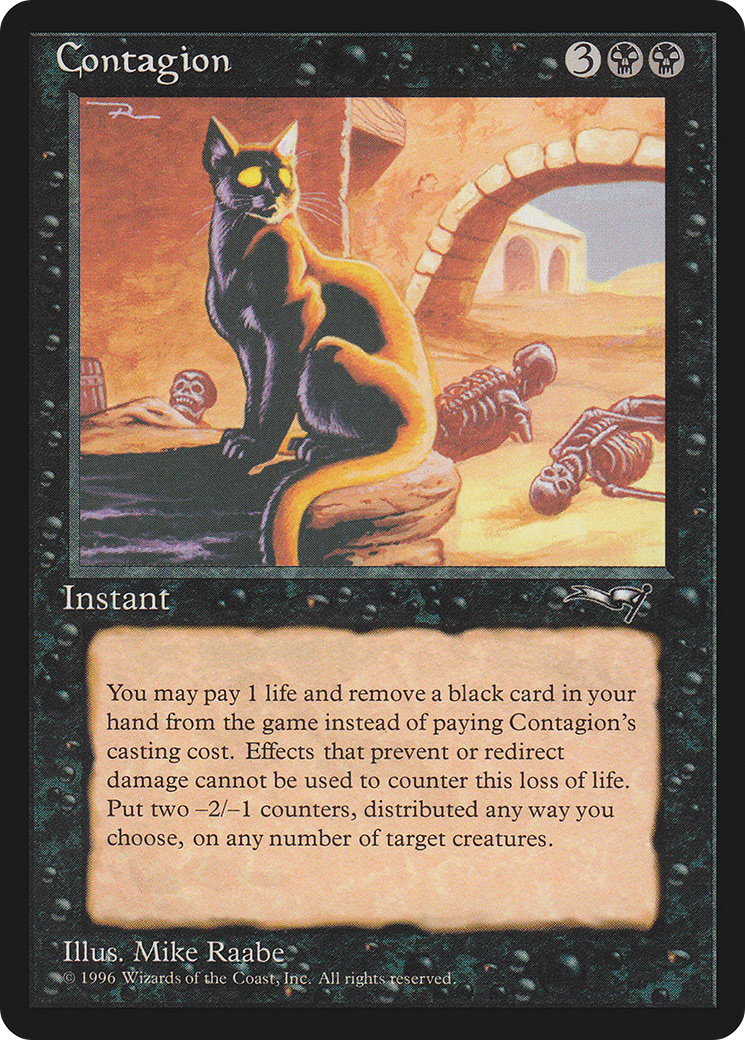 Contagion 3
Instant
You may pay 1 life and remove a black card in your
hand from the game instead of paying Contagion's
casting cost. Effects that prevent or redirect
damage cannot be used to counter this loss of life.
Put two –2/–1 counters, distributed any way you
choose, on any number of target creatures.
Illus. Mike Raabe
© 1996 Wizards of the Coast, Inc. All rights reserved.